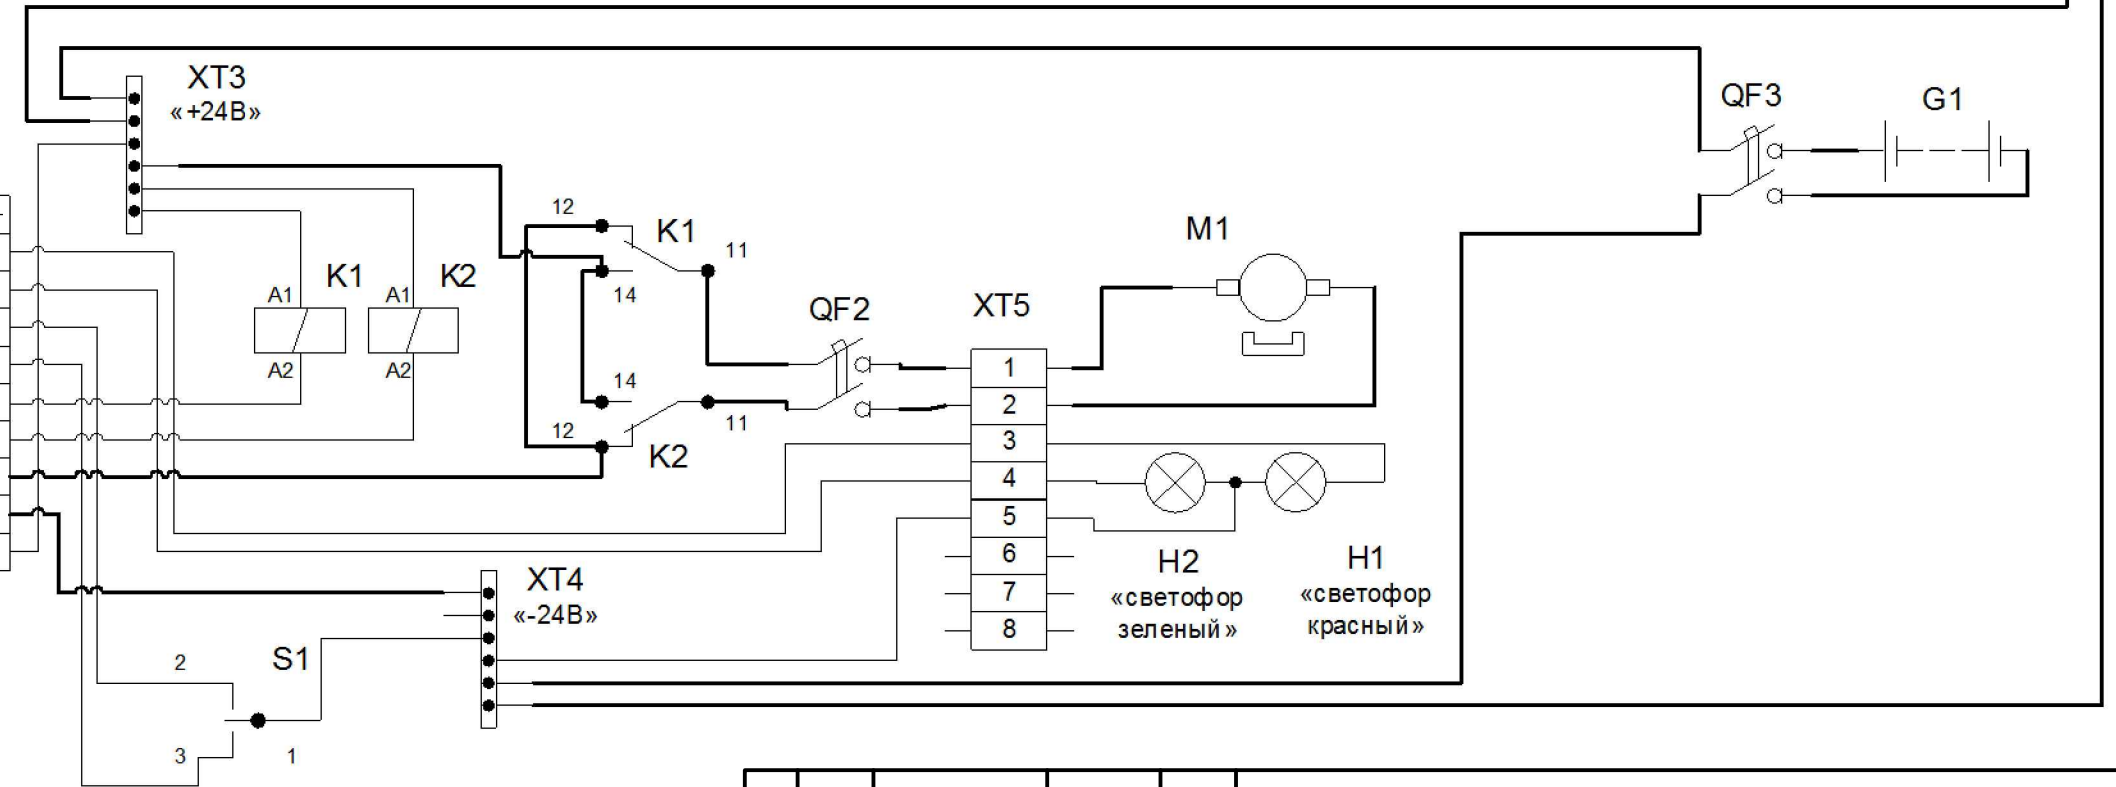 XT3
«+24В»
QF3
G1
12
K1
11
M1
K1
K2
A1
A1
14
QF2
XT5
A2
A2
14
1
2
12
11
K2
3
4
5
6
7
8
H2
«светофор
зеленый»
H1
«светофор
красный»
XT4
«-24В»
S1
2
3
1